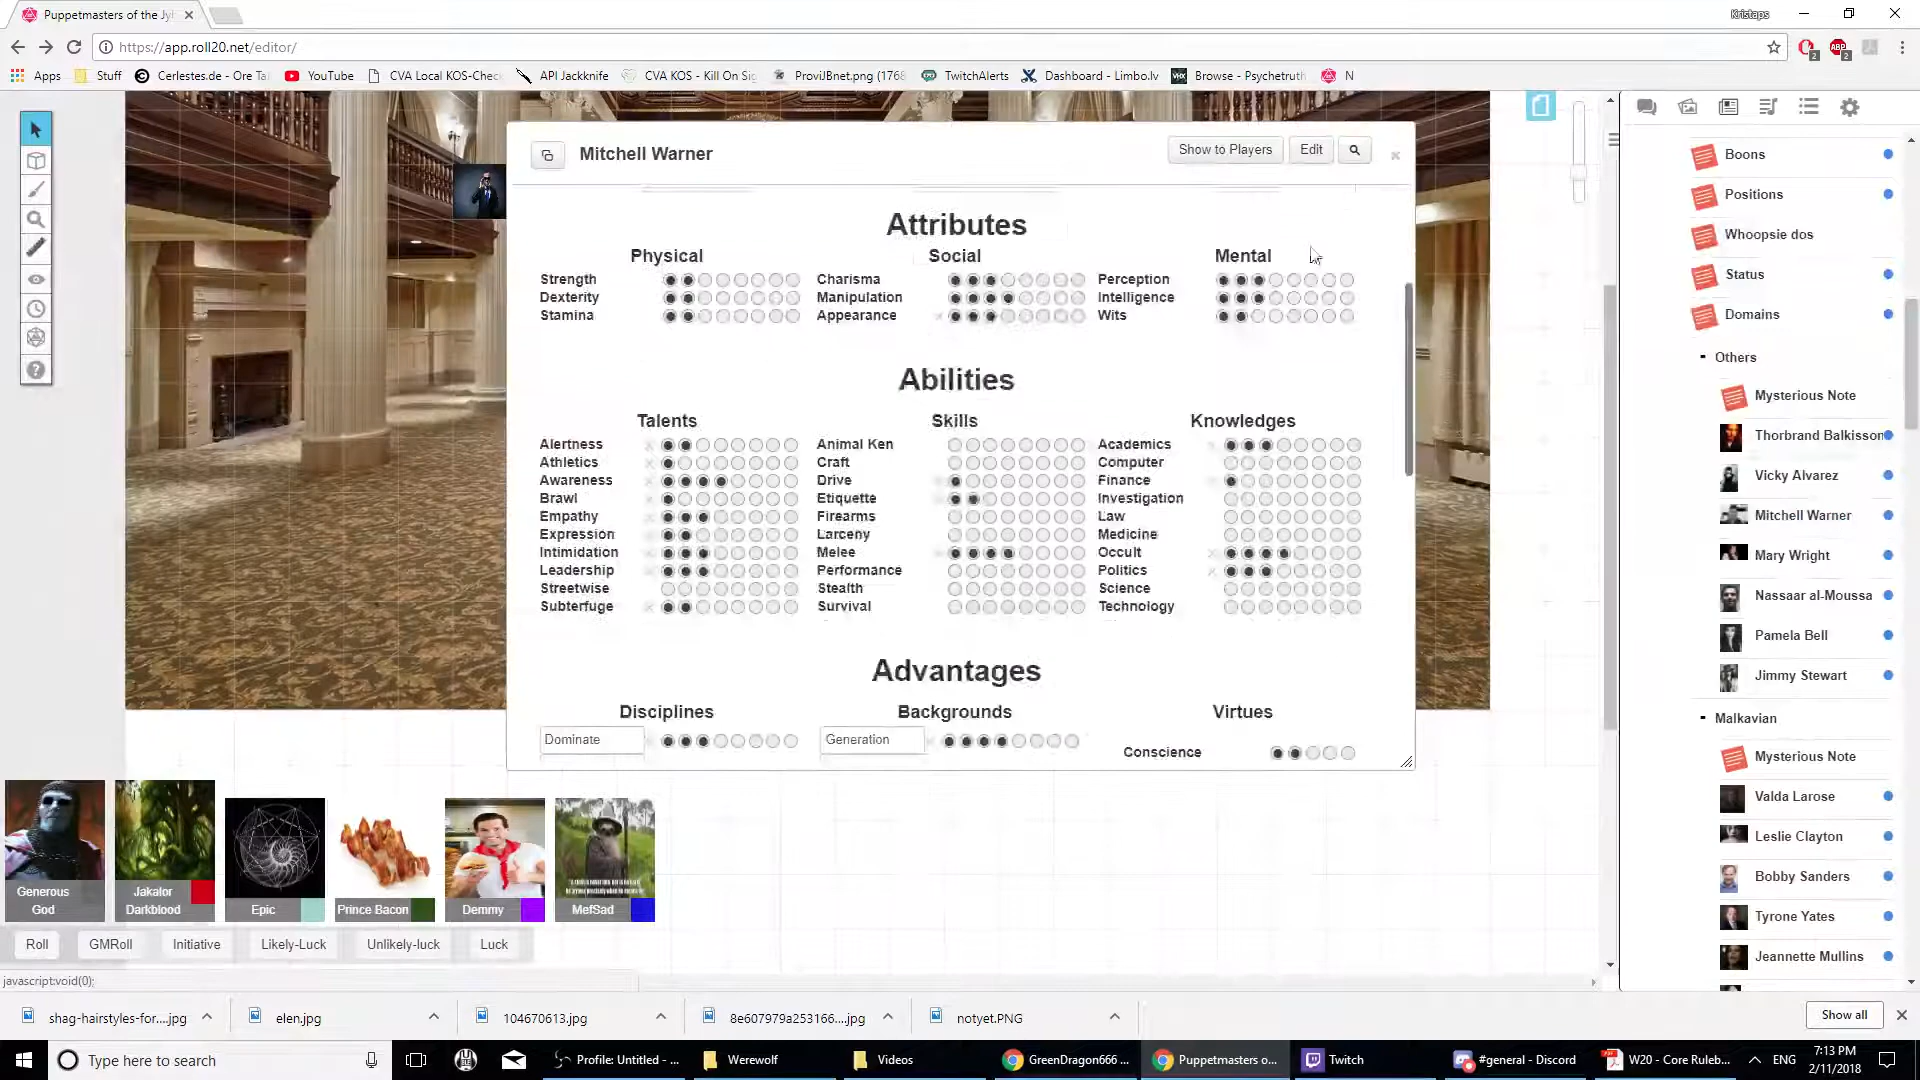 Puppetmasters of the Jy
Kristaps
https://app.roll20.net/editor/
Apps Stuff Cerlestes.de - Ore Ta YouTube CVA Local KOS-Chec API Jackknife CVA KOS - Kill On Sig ProviJBnet.png (1768 TwitchAlerts Dashboard - Limbo.lv Browse - Psychetruth N
Mitchell Warner
Show to Players Edit
Attributes
Physical Social Mental
Strength Charisma Perception
Dexterity Manipulation Intelligence
Stamina Appearance Wits
Abilities
Talents Skills Knowledges
Alertness Animal Ken Academics
Athletics Craft Computer
Awareness Drive Finance
Brawl Etiquette Investigation
Empathy Firearms Law
Expression Larceny Medicine
Intimidation Melee Occult
Leadership Performance Politics
Streetwise Stealth Science
Subterfuge Survival Technology
Advantages
Disciplines Backgrounds Virtues
Dominate Generation
Conscience
Boons
Positions
Whoopsie dos
Status
Domains
Others
Mysterious Note
Thorbrand Balkisson
Vicky Alvarez
Mitchell Warner
Mary Wright
Nassaar al-Moussa
Pamela Bell
Jimmy Stewart
Malkavian
Mysterious Note
Valda Larose
Leslie Clayton
Bobby Sanders
Tyrone Yates
Jeannette Mullins
Generous God
Jakalor Darkblood
Epic
Prince Bacon
Demmy
MefSad
Roll GMRoll Initiative Likely-Luck Unlikely-luck Luck
javascript:void(0);
shag-hairstyles-for....jpg elen.jpg 104670613.jpg 8e607979a253166....jpg notyet.PNG Show all
Type here to search
Profile: Untitled - ... Werewolf Videos GreenDragon666 ... Puppetmasters o... Twitch #general - Discord W20 - Core Ruleb... ENG
7:13 PM
2/11/2018